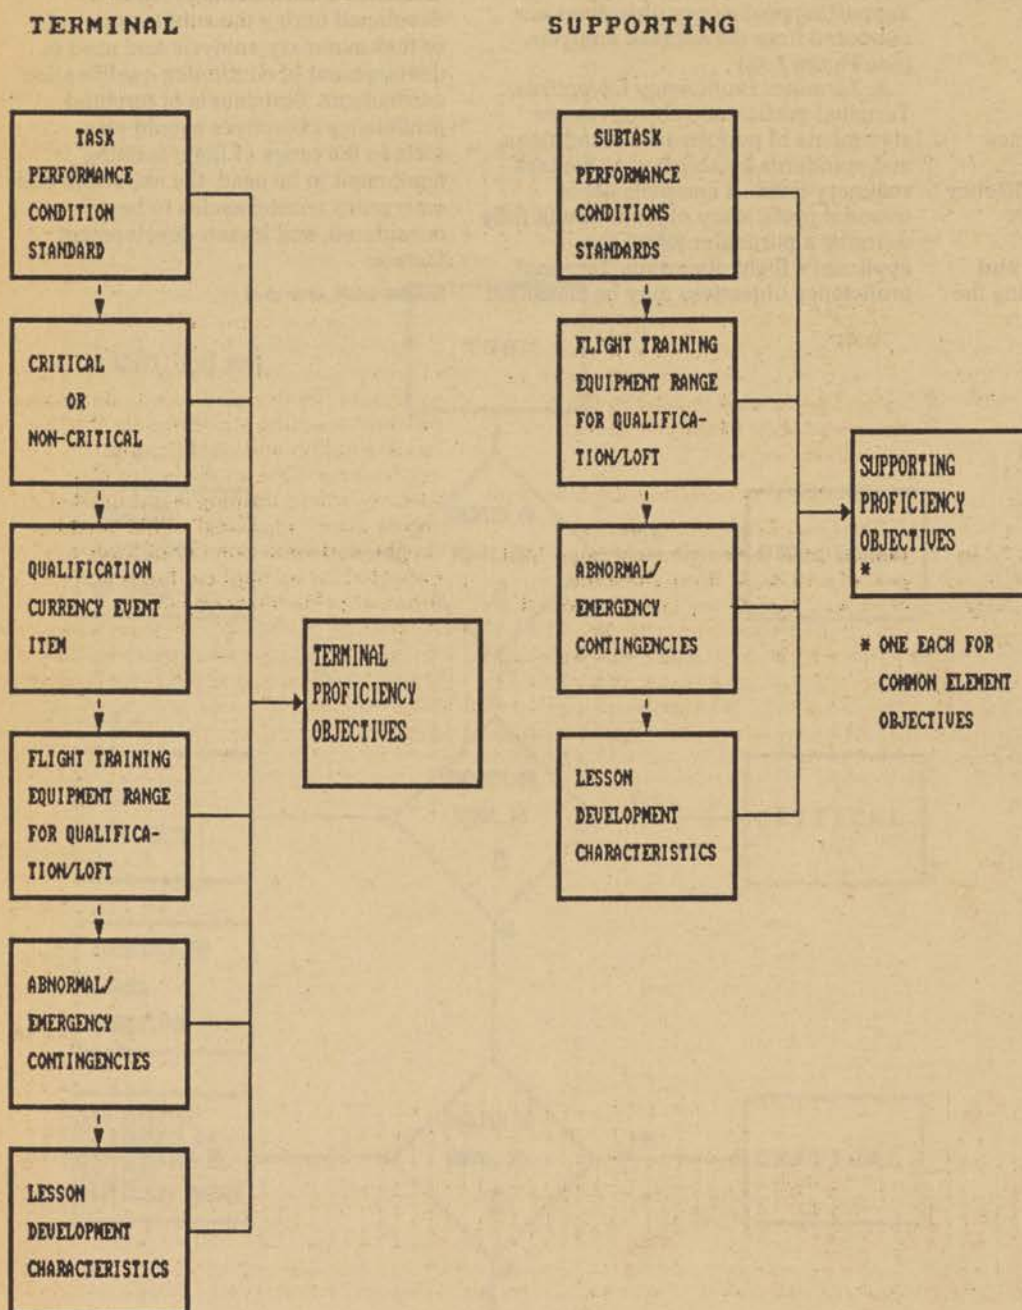 TERMINAL
TASK
PERFORMANCE
CONDITION
STANDARD
CRITICAL
OR
NON-CRITICAL
QUALIFICATION
CURRENCY EVENT
ITEM
FLIGHT TRAINING
EQUIPMENT RANGE
FOR QUALIFICA-
TION/LOFT
ABNORMAL/
EMERGENCY
CONTINGENCIES
LESSON
DEVELOPMENT
CHARACTERISTICS
TERMINAL
PROFICIENCY
OBJECTIVES
SUPPORTING
SUBTASK
PERFORMANCE
CONDITIONS
STANDARDS
FLIGHT TRAINING
EQUIPMENT RANGE
FOR QUALIFICA-
TION/LOFT
ABNORMAL/
EMERGENCY
CONTINGENCIES
LESSON
DEVELOPMENT
CHARACTERISTICS
SUPPORTING
PROFICIENCY
OBJECTIVES
*
* ONE EACH FOR
COMMON ELEMENT
OBJECTIVES